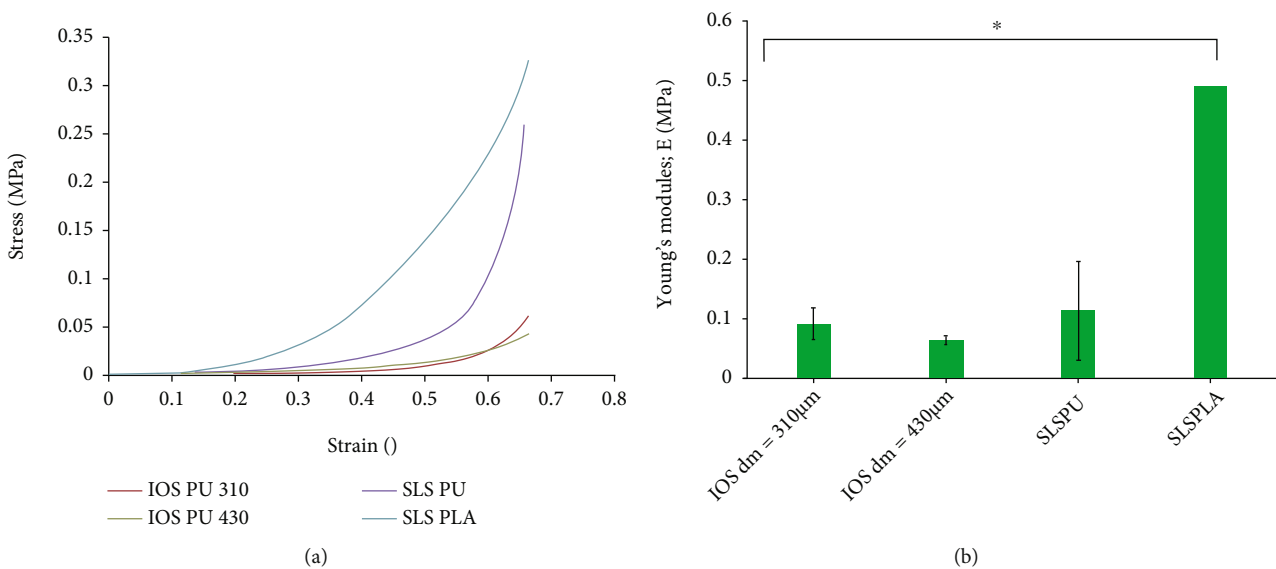 0.35
0.3
0.25
0.2
0.15
0.1
0.05
0
Stress (MPa)
0 0.1 0.2 0.3 0.4 0.5 0.6 0.7 0.8
Strain ()
IOS PU 310
SLS PU
IOS PU 430
SLS PLA
(a)
0.6
0.5
0.4
0.3
0.2
0.1
0
Young's modules; E (MPa)
*
IOS dm = 310μm
IOS dm = 430μm
SLSPU
SLSPLA
(b)